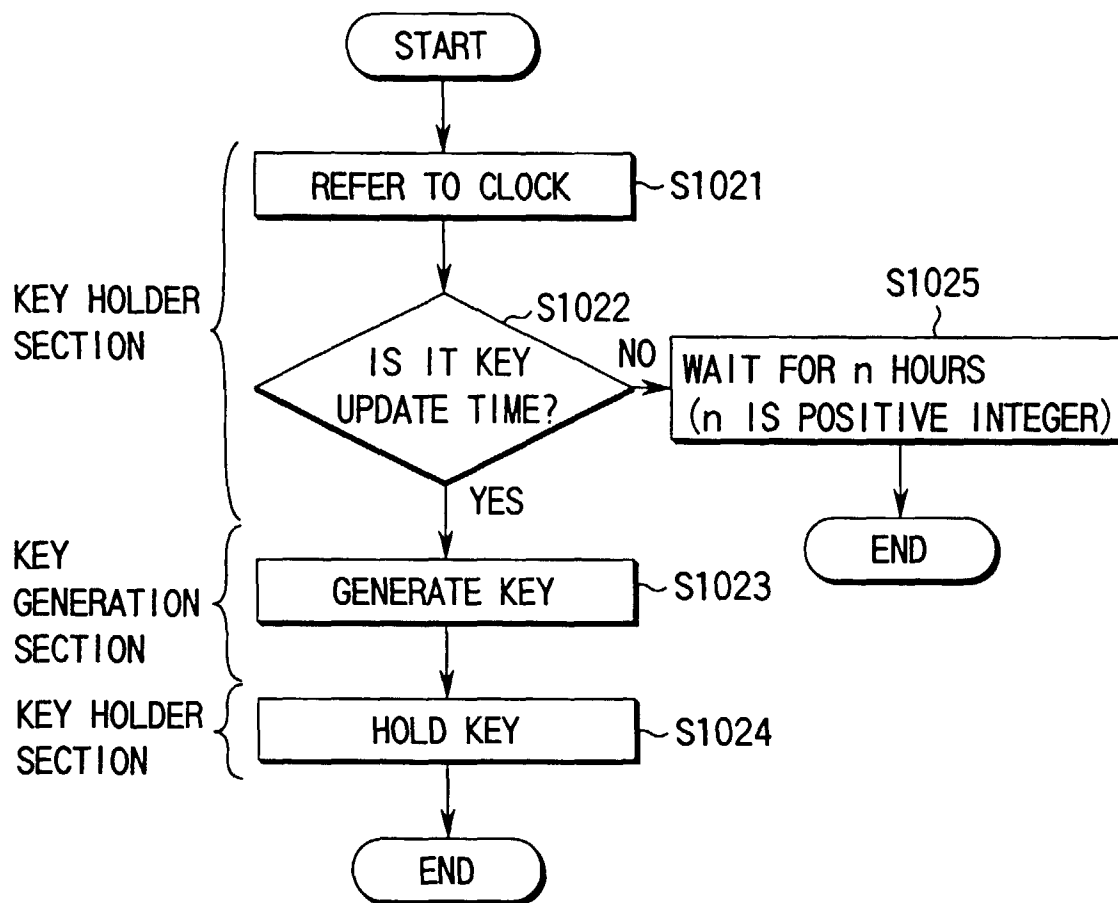 START
REFER TO CLOCK
S1021
KEY HOLDER
SECTION
S1022
IS IT KEY
UPDATE TIME?
NO
S1025
WAIT FOR n HOURS
(n IS POSITIVE INTEGER)
YES
END
KEY
GENERATION
SECTION
GENERATE KEY
S1023
KEY HOLDER
SECTION
HOLD KEY
S1024
END